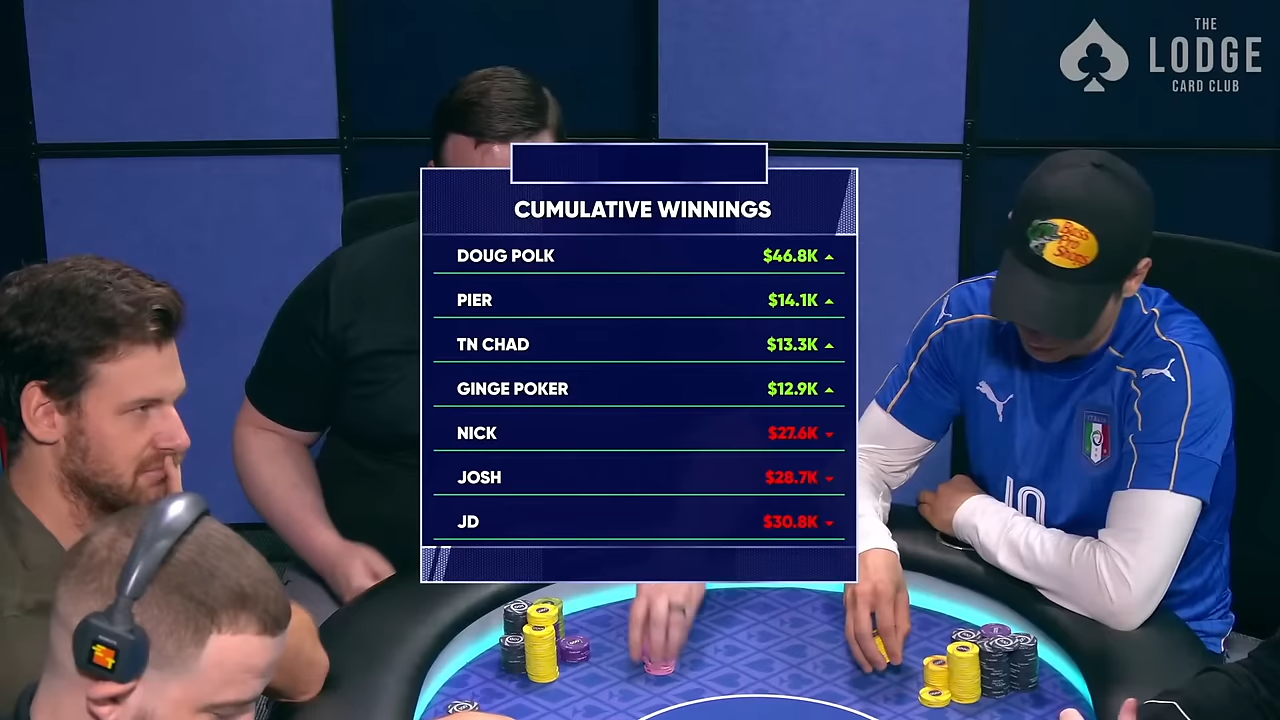 THE
LODGE
CARD CLUB
CUMULATIVE WINNINGS
DOUG POLK $46.8K
PIER $14.1K
TN CHAD $13.3K
GINGE POKER $12.9K
NICK $27.6K
JOSH $28.7K
JD $30.8K
Bass
Pro
Shops
ITALIA
10